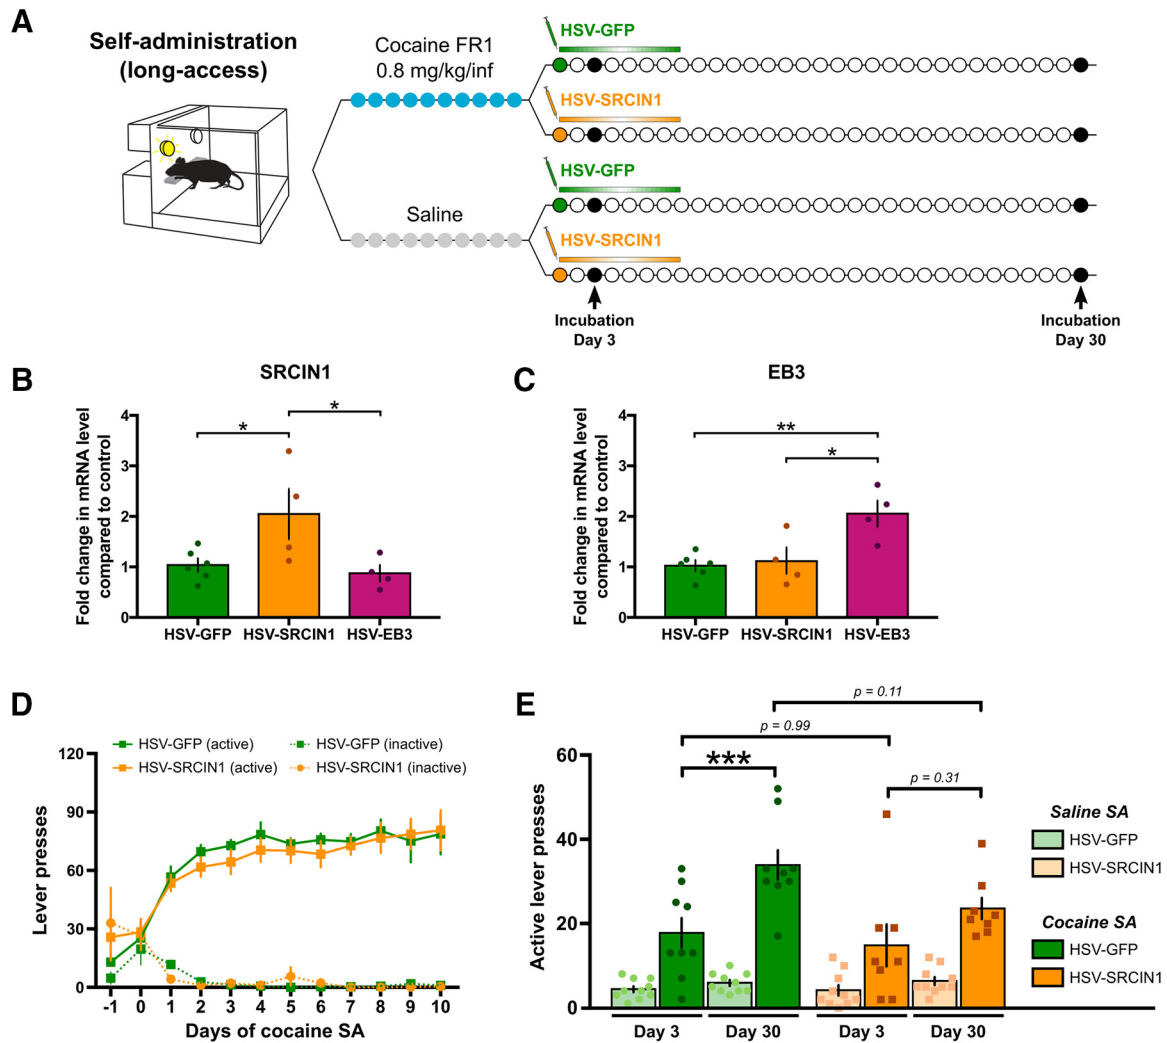 A
Self-administration
(long-access)
Cocaine FR1
0.8 mg/kg/inf
Saline
HSV-GFP
HSV-SRCIN1
HSV-GFP
HSV-SRCIN1
Incubation
Day 3
Incubation
Day 30
B
SRCIN1
Fold change in mRNA level
compared to control
4
3
2
1
0
*
*
HSV-GFP
HSV-SRCIN1
HSV-EB3
C
EB3
Fold change in mRNA level
compared to control
4
3
2
1
0
**
*
HSV-GFP
HSV-SRCIN1
HSV-EB3
D
HSV-GFP (active)
HSV-SRCIN1 (active)
HSV-GFP (inactive)
HSV-SRCIN1 (inactive)
Lever presses
120
90
60
30
0
-1 0 1 2 3 4 5 6 7 8 9 10
Days of cocaine SA
E
p = 0.11
p = 0.99
***
p = 0.31
Active lever presses
60
40
20
0
Day 3
Day 30
Day 3
Day 30
Saline SA
HSV-GFP
HSV-SRCIN1
Cocaine SA
HSV-GFP
HSV-SRCIN1